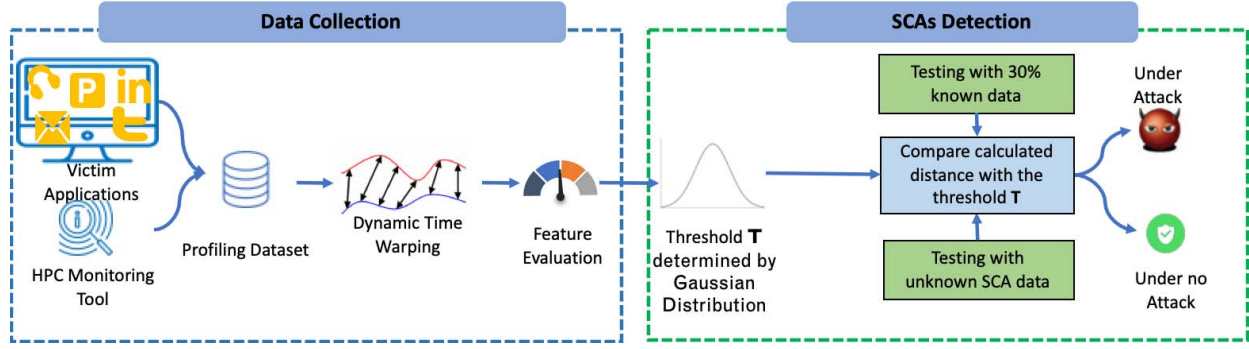 Data Collection
SCAs Detection
P in
t
Victim
Applications
HPC Monitoring
Tool
Profiling Dataset
Dynamic Time
Warping
Feature
Evaluation
Threshold T
determined by
Gaussian
Distribution
Testing with 30%
known data
Compare calculated
distance with the
threshold T
Testing with
unknown SCA data
Under
Attack
Under no
Attack